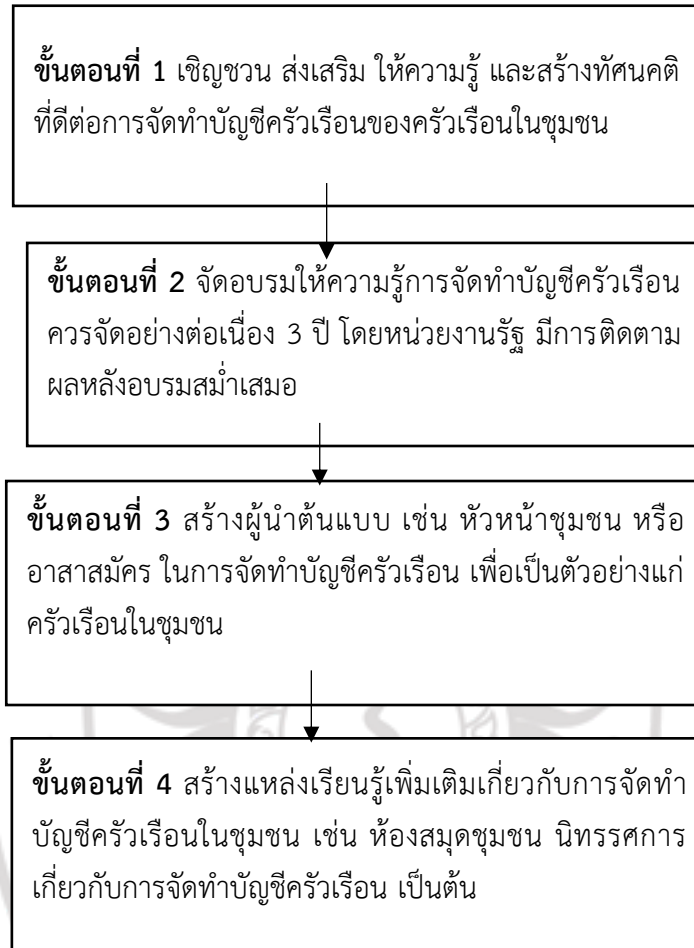 ขั้นตอนที่ 1 เชิญชวน ส่งเสริม ให้ความรู้ และสร้างทัศนคติ
ที่ดีต่อการจัดทำบัญชีครัวเรือนของครัวเรือนในชุมชน
ขั้นตอนที่ 2 จัดอบรมให้ความรู้การจัดทำบัญชีครัวเรือน
ควรจัดอย่างต่อเนื่อง 3 ปี โดยหน่วยงานรัฐ มีการติดตาม
ผลหลังอบรมสม่ำเสมอ
ขั้นตอนที่ 3 สร้างผู้นำต้นแบบ เช่น หัวหน้าชุมชน หรือ
อาสาสมัคร ในการจัดทำบัญชีครัวเรือน เพื่อเป็นตัวอย่างแก่
ครัวเรือนในชุมชน
ขั้นตอนที่ 4 สร้างแหล่งเรียนรู้เพิ่มเติมเกี่ยวกับการจัดทำ
บัญชีครัวเรือนในชุมชน เช่น ห้องสมุดชุมชน นิทรรศการ
เกี่ยวกับการจัดทำบัญชีครัวเรือน เป็นต้น